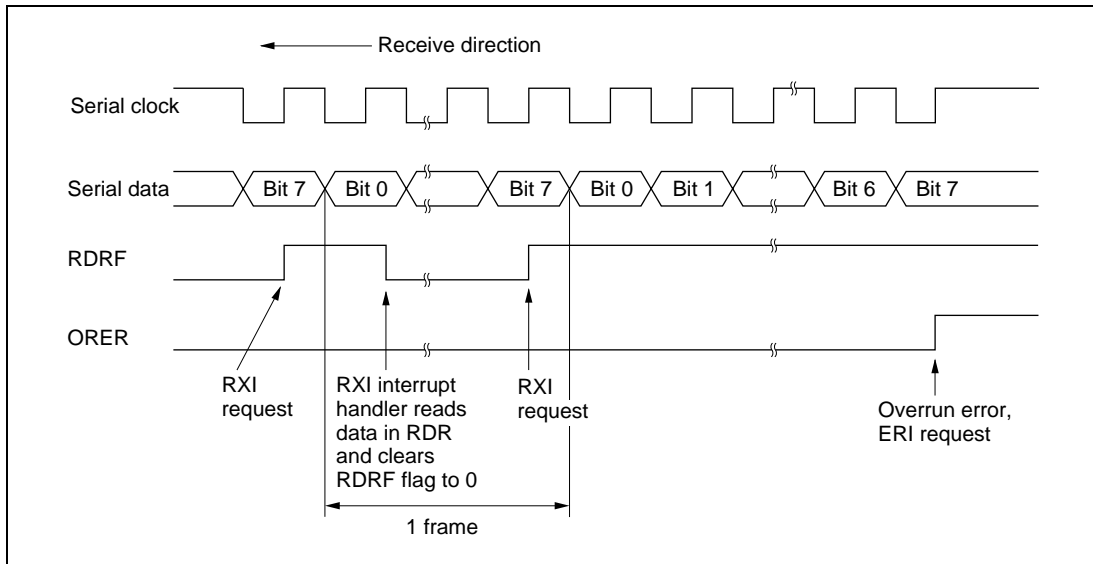 Receive direction
Serial clock
Serial data
Bit 7
Bit 0
Bit 7
Bit 0
Bit 1
Bit 6
Bit 7
RDRF
ORER
RXI
request
RXI interrupt
handler reads
data in RDR
and clears
RDRF flag to 0
RXI
request
Overrun error,
ERI request
1 frame